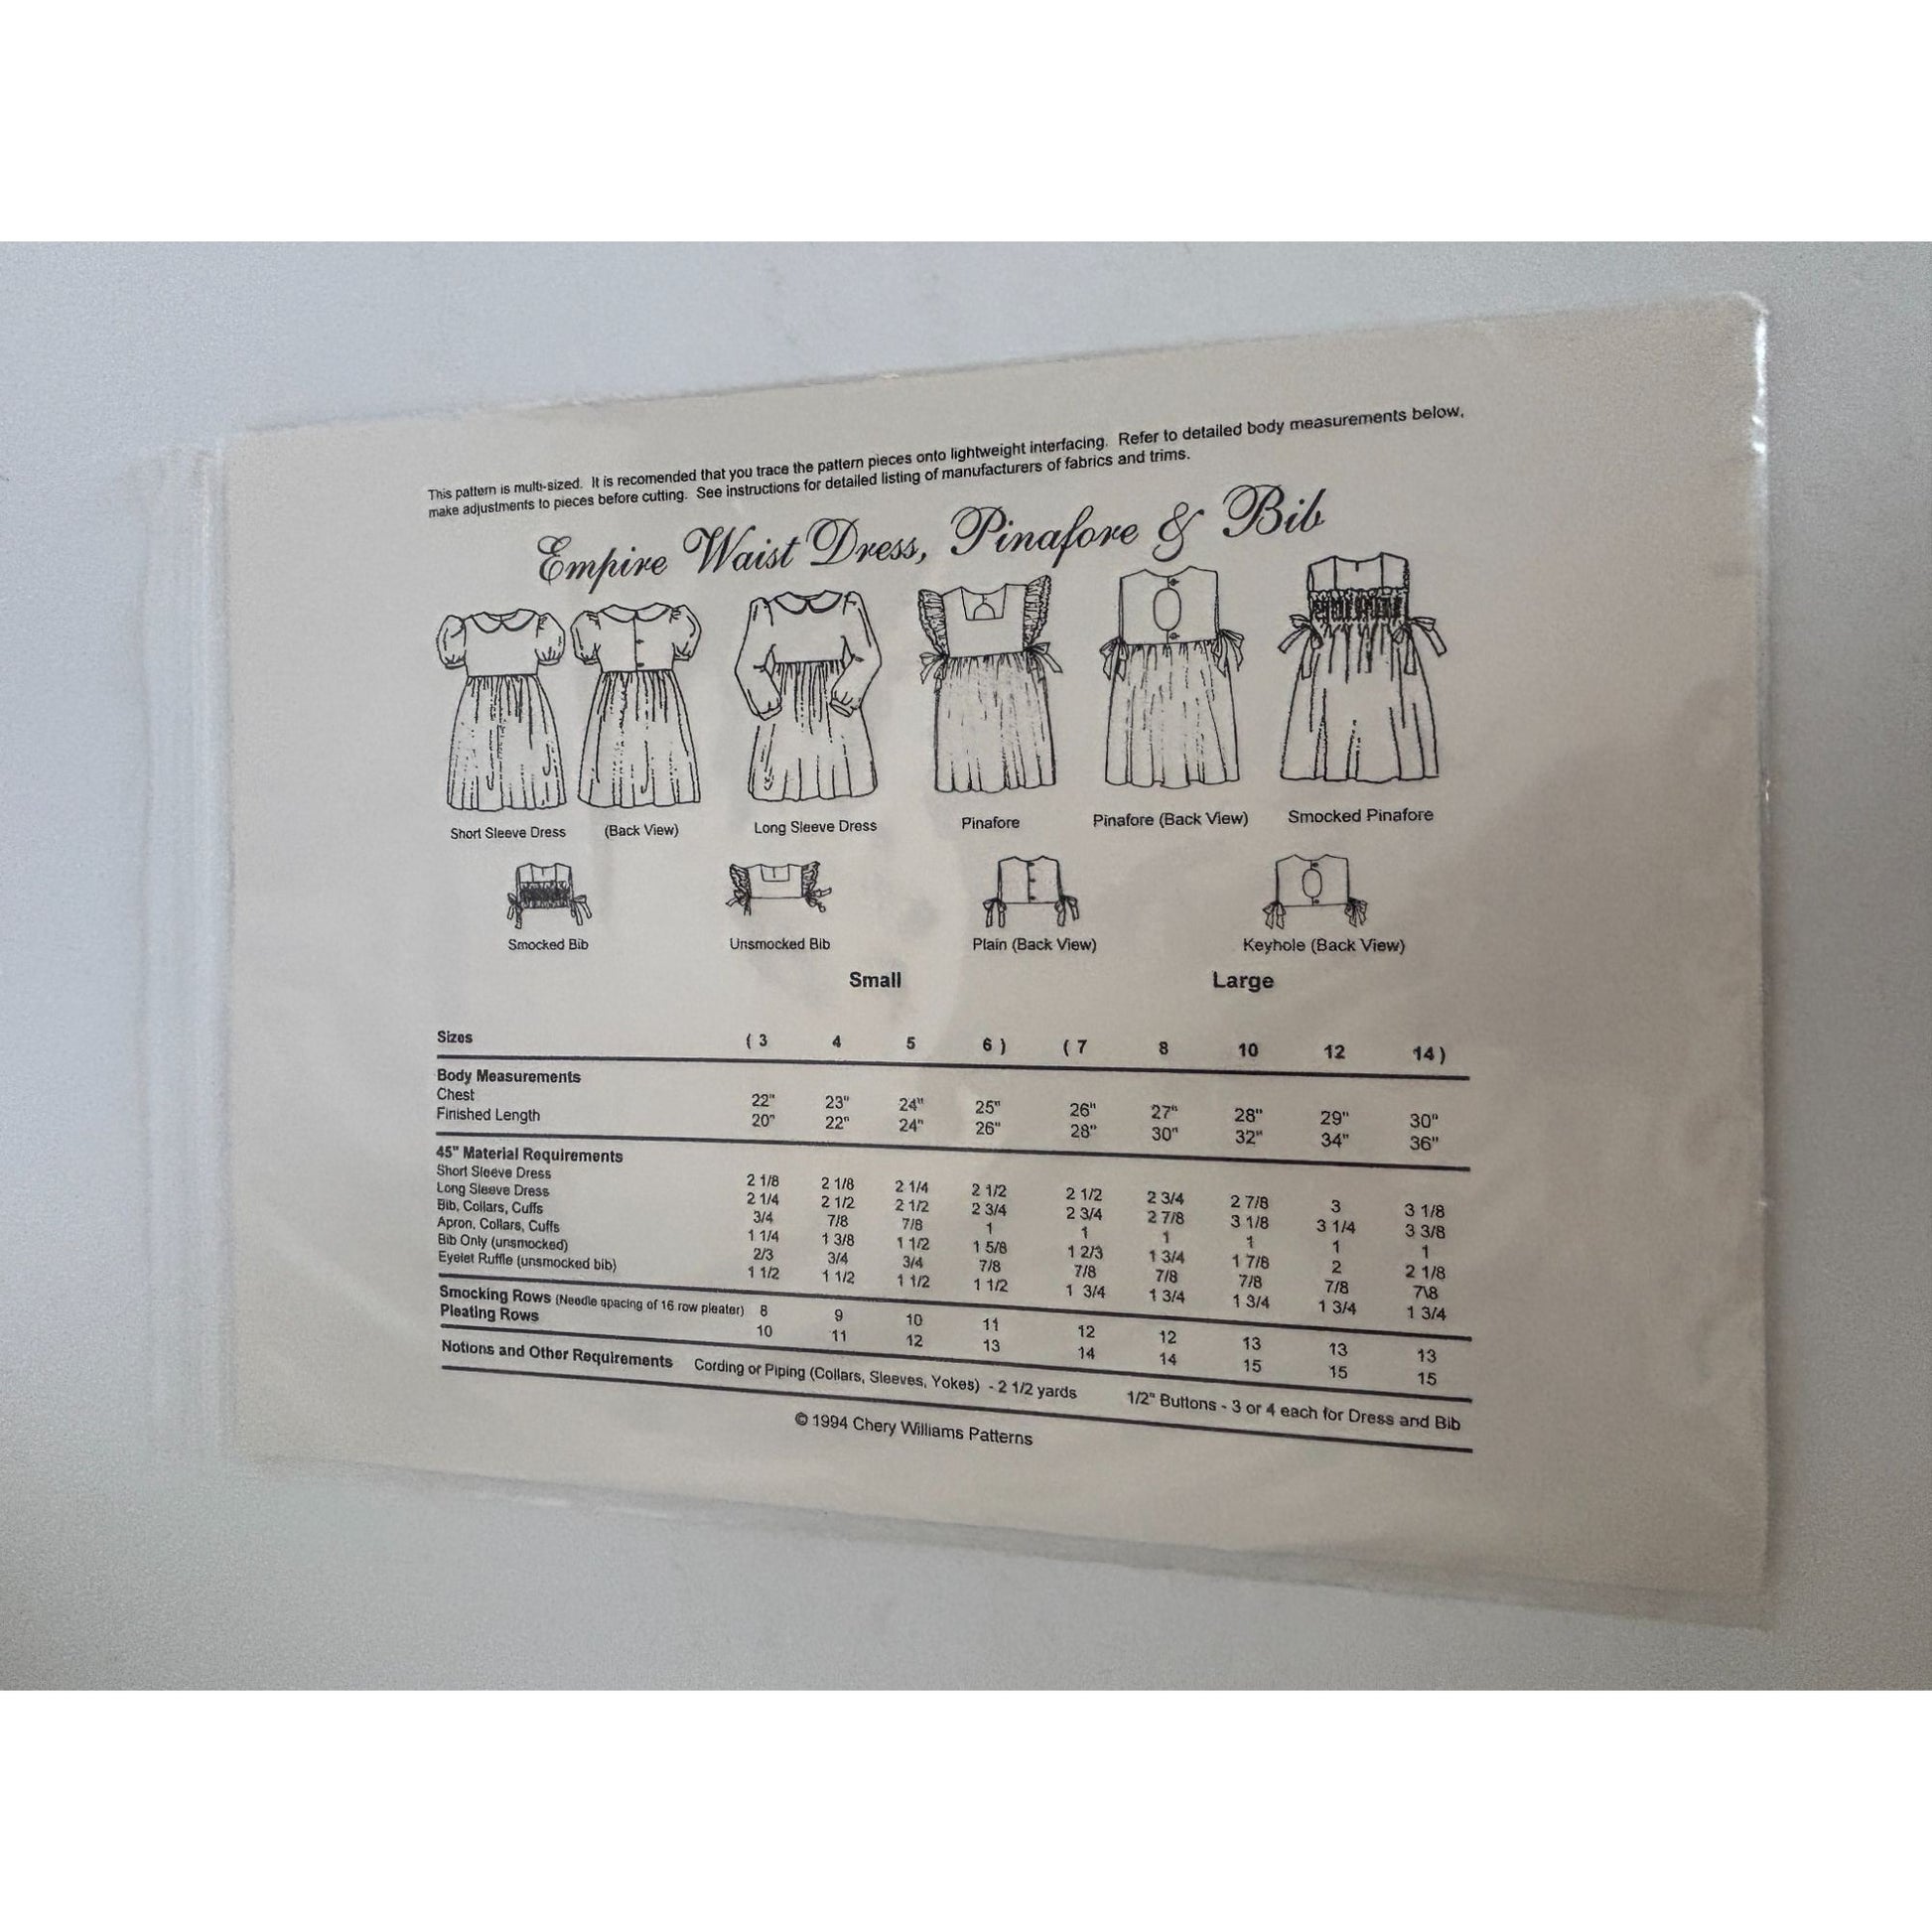 This pattern is multi-sized. It is recomended that you trace the pattern pieces onto lightweight interfacing. Refer to detailed body measurements below,
make adjustments to pieces before cutting. See instructions for detailed listing of manufacturers of fabrics and trims.
Empire Waist Dress, Pinafore & Bib
Short Sleeve Dress (Back View) Long Sleeve Dress Pinafore Pinafore (Back View) Smocked Pinafore
Smocked Bib Unsmocked Bib Plain (Back View) Keyhole (Back View)
Small Large
Sizes ( 3 4 5 6 ) ( 7 8 10 12 14 )
Body Measurements
Chest 22" 23" 24" 25" 26" 27" 28" 29" 30"
Finished Length 20" 22" 24" 26" 28" 30" 32" 34" 36"
45" Material Requirements
Short Sleeve Dress 2 1/8 2 1/8 2 1/4 2 1/2 2 1/2 2 3/4 2 7/8 3 3 1/8
Long Sleeve Dress 2 1/4 2 1/2 2 1/2 2 3/4 2 3/4 2 7/8 3 1/8 3 1/4 3 3/8
Bib, Collars, Cuffs 3/4 7/8 7/8 1 1 1 1 1 1
Apron, Collars, Cuffs 1 1/4 1 3/8 1 1/2 1 5/8 1 2/3 1 3/4 1 7/8 2 2 1/8
Bib Only (unsmocked) 2/3 3/4 3/4 7/8 7/8 7/8 7/8 7/8 7\8
Eyelet Ruffle (unsmocked bib) 1 1/2 1 1/2 1 1/2 1 1/2 1 3/4 1 3/4 1 3/4 1 3/4 1 3/4
Smocking Rows (Needle spacing of 16 row pleater) 8 9 10 11 12 12 13 13 13
Pleating Rows 10 11 12 13 14 14 15 15 15
Notions and Other Requirements Cording or Piping (Collars, Sleeves, Yokes) - 2 1/2 yards 1/2" Buttons - 3 or 4 each for Dress and Bib
© 1994 Chery Williams Patterns